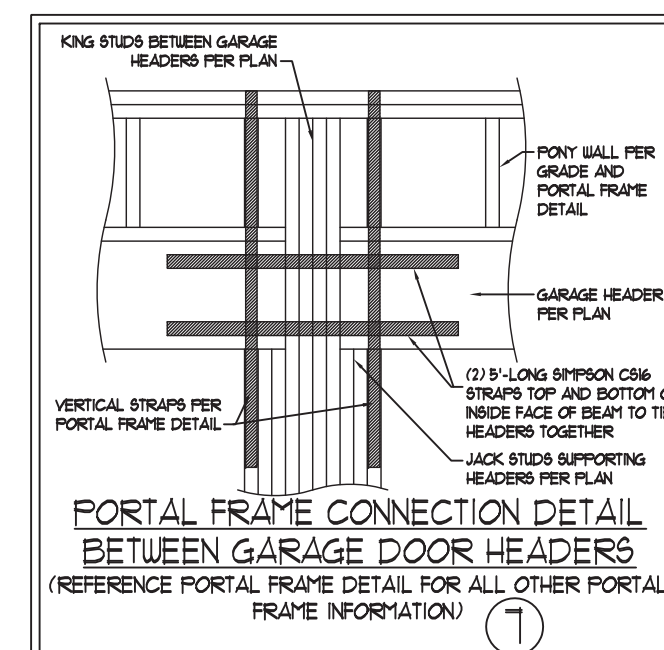 KING STUDS BETWEEN GARAGE
HEADERS PER PLAN
PONY WALL PER
GRADE AND
PORTAL FRAME
DETAIL
GARAGE HEADER
PER PLAN
(2) 5'-LONG SIMPSON CS16
STRAPS TOP AND BOTTOM
INSIDE FACE OF BEAM TO
HEADERS TOGETHER
VERTICAL STRAPS PER
PORTAL FRAME DETAIL
JACK STUDS SUPPORTING
HEADERS PER PLAN
PORTAL FRAME CONNECTION DETAIL
BETWEEN GARAGE DOOR HEADERS
(REFERENCE PORTAL FRAME DETAIL FOR ALL OTHER PORTAL
FRAME INFORMATION)
7